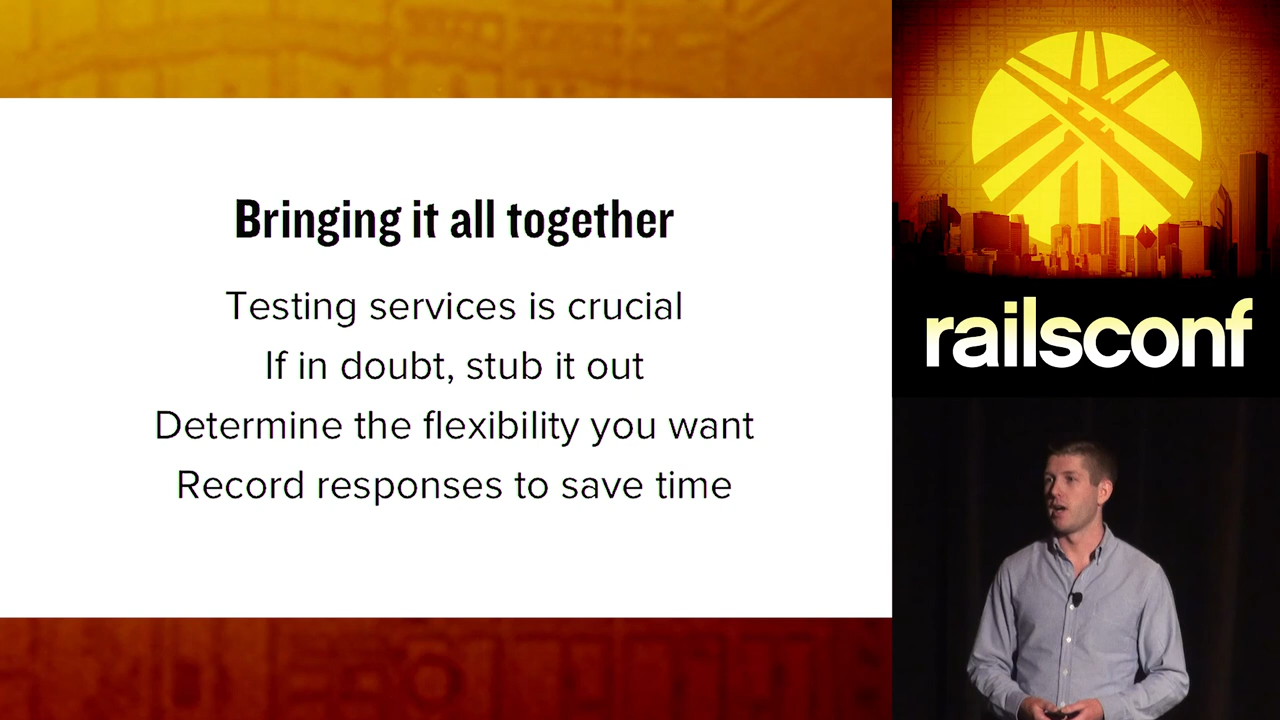 Bringing it all together
Testing services is crucial
If in doubt, stub it out
Determine the flexibility you want
Record responses to save time
railsconf